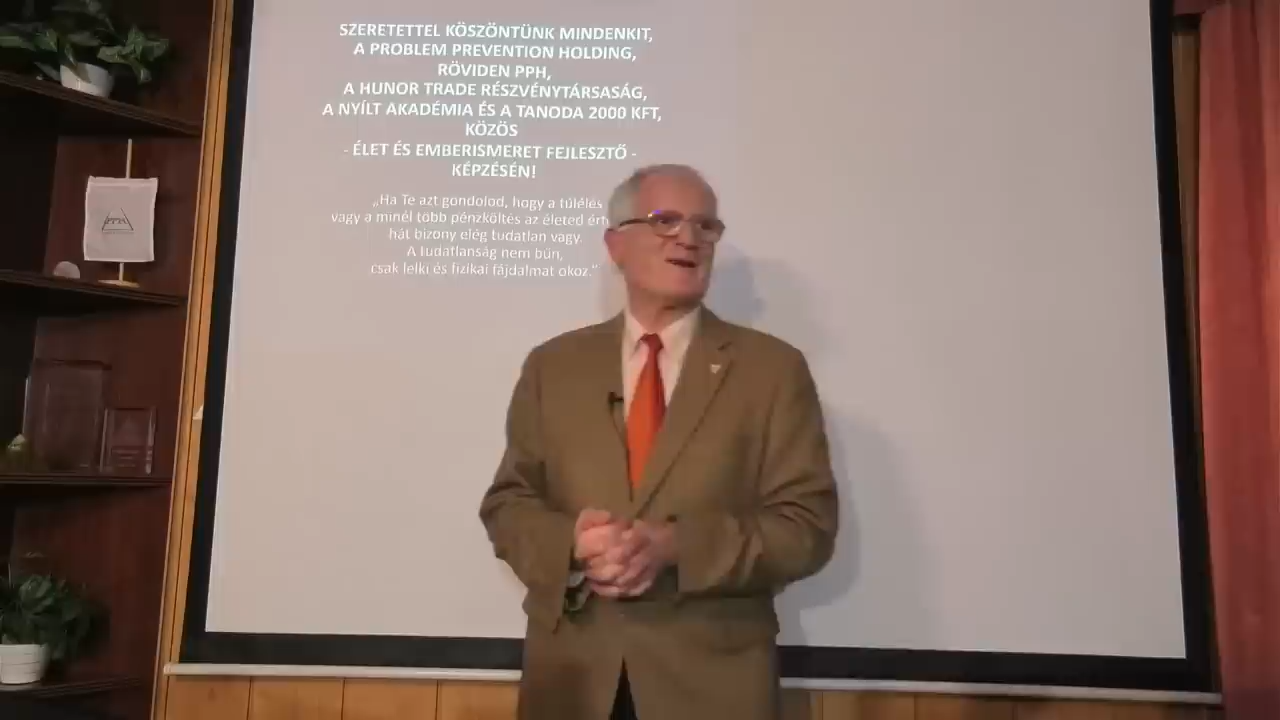 SZERETETTEL KÖSZÖNTÜNK MINDENKIT,
A PROBLEM PREVENTION HOLDING,
RÖVIDEN PPH,
A HUNOR TRADE RÉSZVÉNYTÁRSASÁG,
A NYÍLT AKADÉMIA ÉS A TANODA 2000 KFT,
KÖZÖS
- ÉLET ÉS EMBERISMERET FEJLESZTŐ -
KÉPZÉSÉN!
„Ha Te azt gondolod, hogy a túlélés
vagy a minél több pénzköltés az életed
hát bizony elég tudatlan vagy.
A tudatlanság nem bűn,
csak lelki és fizikai fájdalmat okoz."